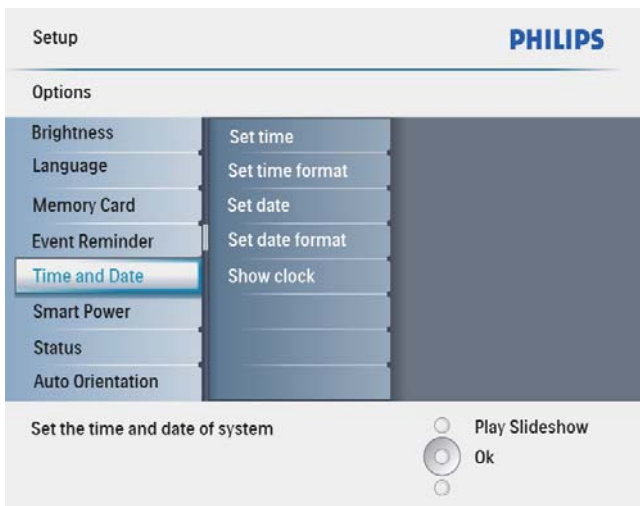 Setup
PHILIPS
Options
Brightness
Language
Memory Card
Event Reminder
Time and Date
Smart Power
Status
Auto Orientation
Set time
Set time format
Set date
Set date format
Show clock
Set the time and date of system
Play Slideshow
Ok